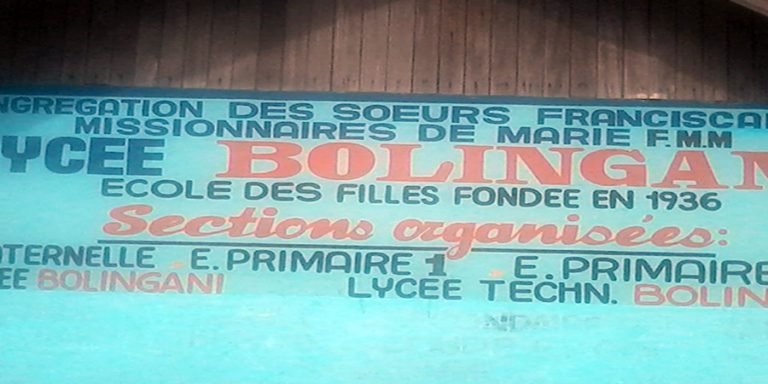 NGREGATION DES SOEURS FRANCISCAI
MISSIONNAIRES DE MARIE F.M.M
YCEE BOLINGAN
ECOLE DES FILLES FONDEE EN 1936
Sections organisées:
TERNELLE . E. PRIMAIRE 1 . E. PRIMAIRE
EE BOLINGANI LYCEE TECHN. BOLIN